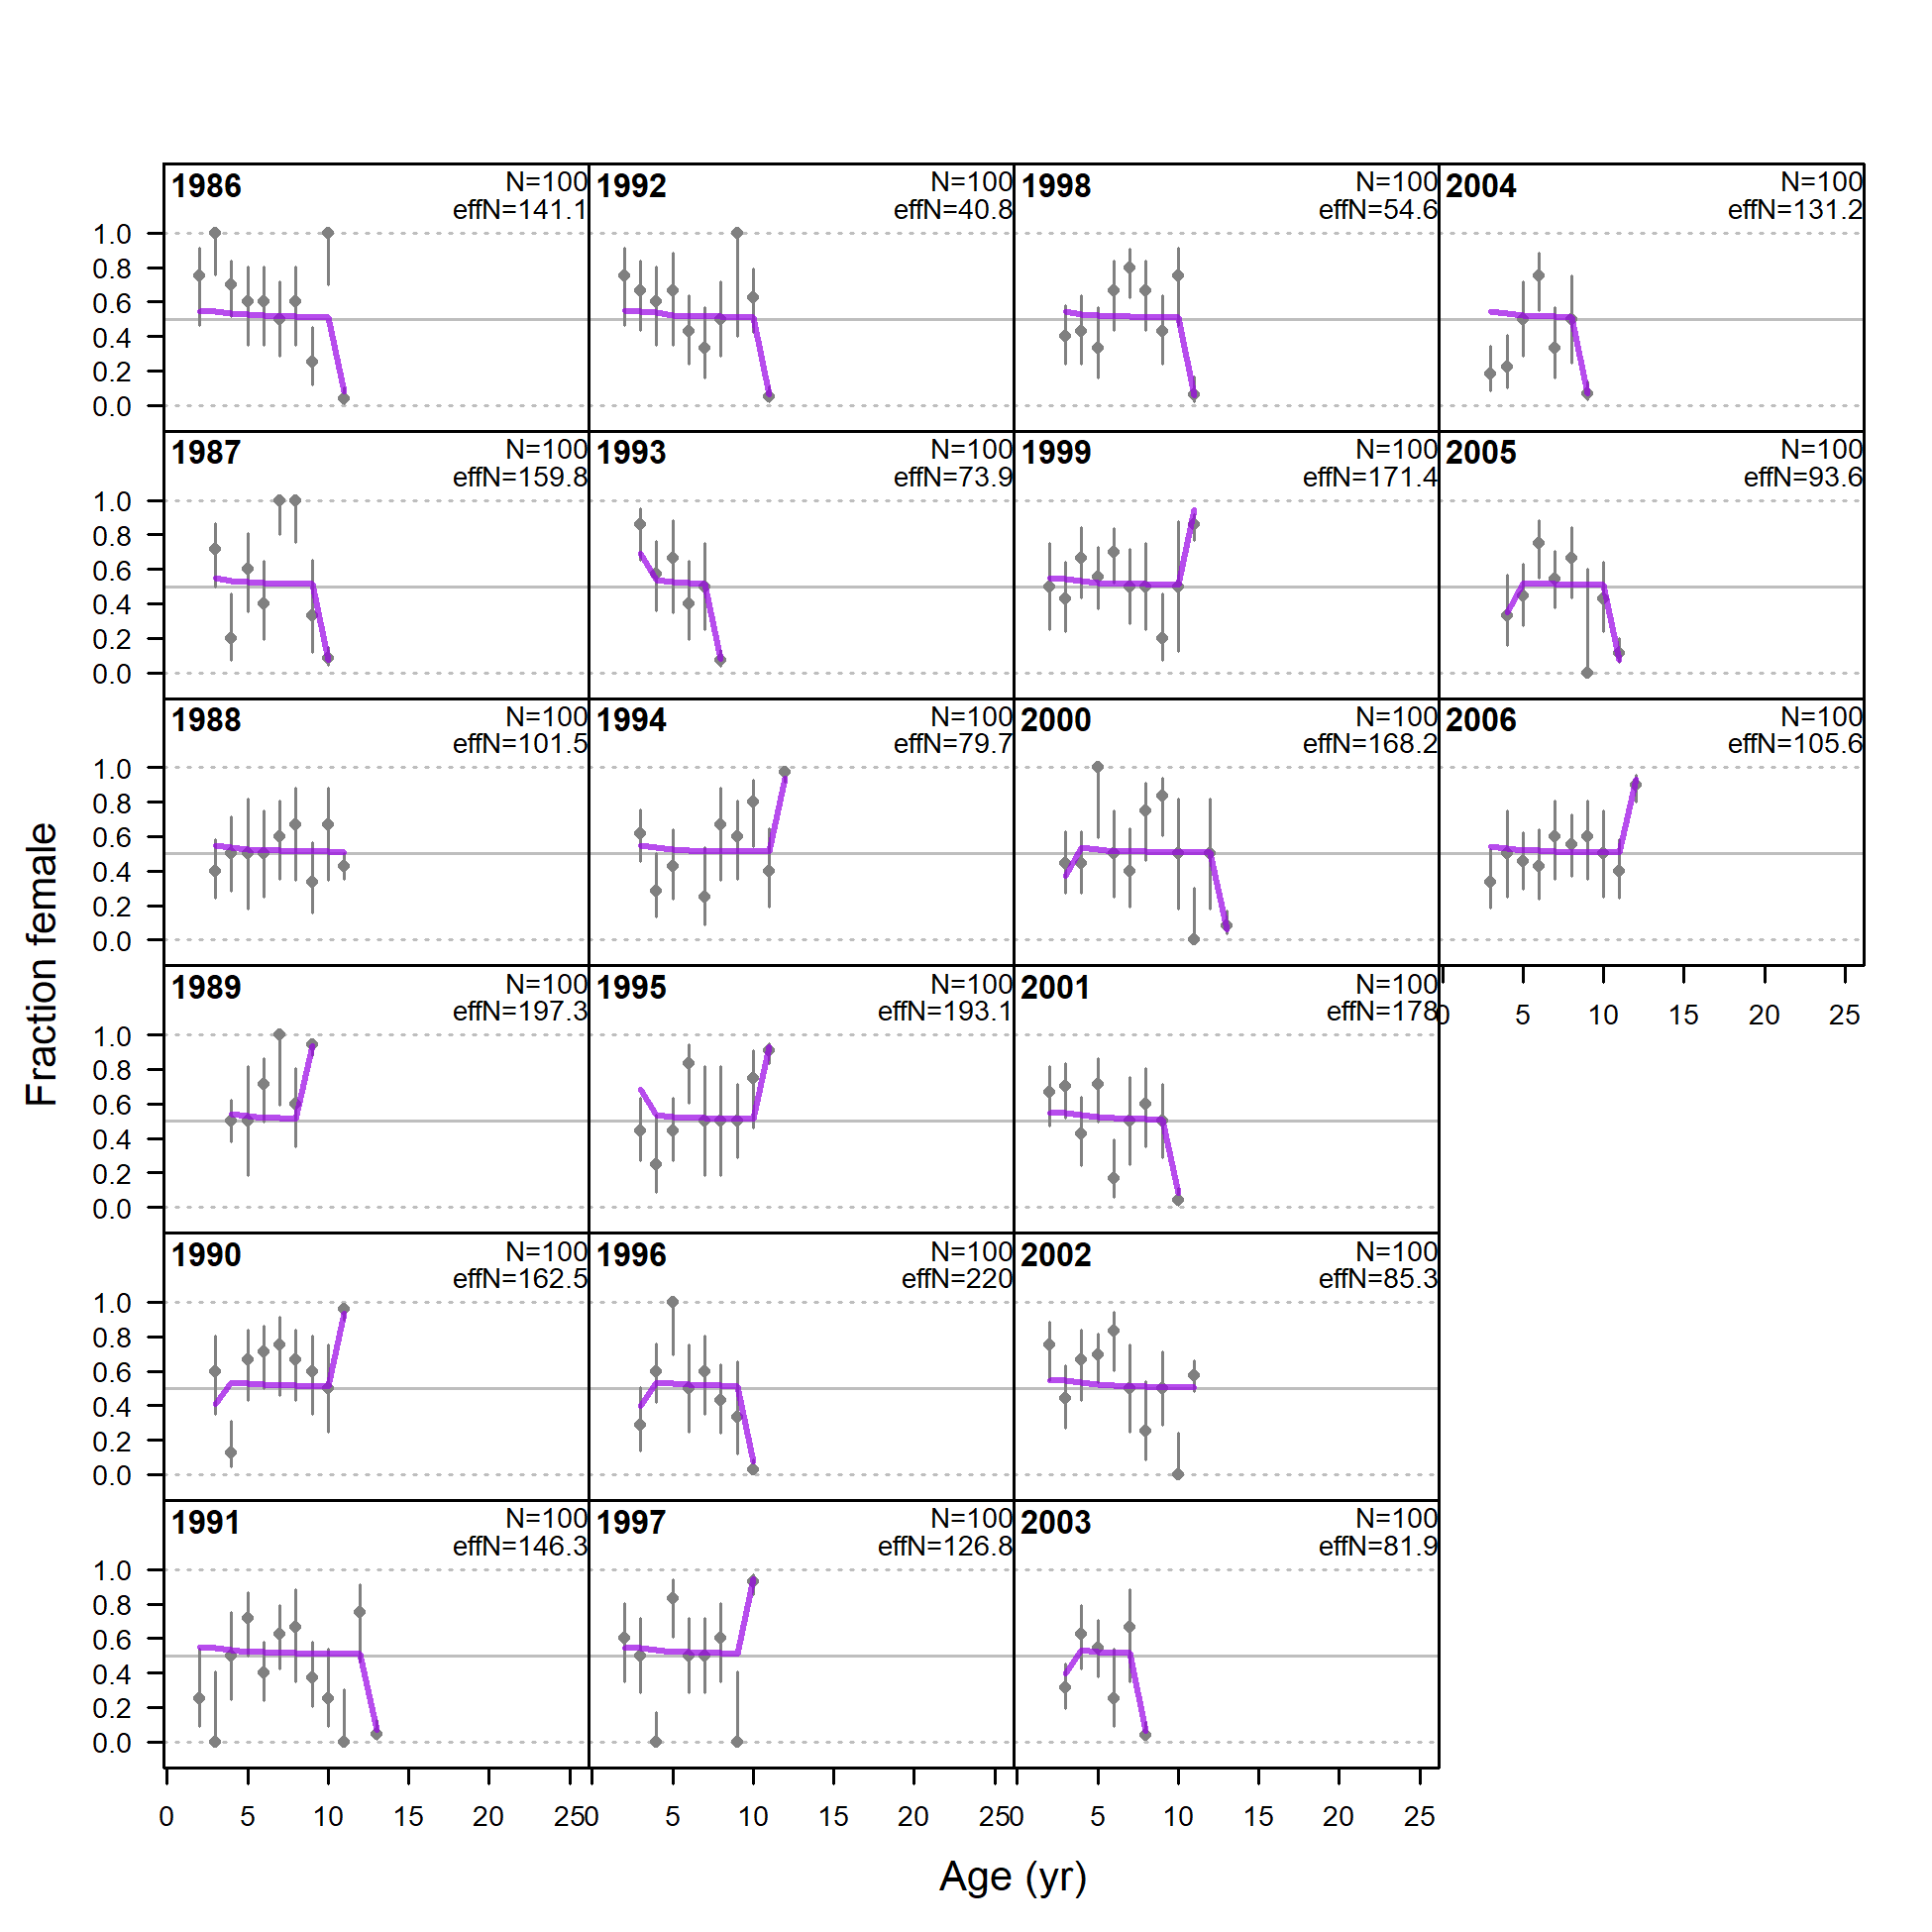 1986 N=100 1992 N=100 1998 N=100 2004 N=100
effN=141.1 effN=40.8 effN=54.6 effN=131.2
1.0
0.8
0.6
0.4
0.2
0.0
1987 N=100 1993 N=100 1999 N=100 2005 N=100
effN=159.8 effN=73.9 effN=171.4 effN=93.6
1.0
0.8
0.6
0.4
0.2
0.0
1988 N=100 1994 N=100 2000 N=100 2006 N=100
effN=101.5 effN=79.7 effN=168.2 effN=105.6
1.0
0.8
0.6
0.4
0.2
0.0
1989 N=100 1995 N=100 2001 N=100
effN=197.3 effN=193.1 effN=178
0 5 10 15 20 25
1.0
0.8
0.6
0.4
0.2
0.0
1990 N=100 1996 N=100 2002 N=100
effN=162.5 effN=220 effN=85.3
1.0
0.8
0.6
0.4
0.2
0.0
1991 N=100 1997 N=100 2003 N=100
effN=146.3 effN=126.8 effN=81.9
1.0
0.8
0.6
0.4
0.2
0.0
0 5 10 15 20 25 0 5 10 15 20 25 0 5 10 15 20 25
Fraction female
Age (yr)